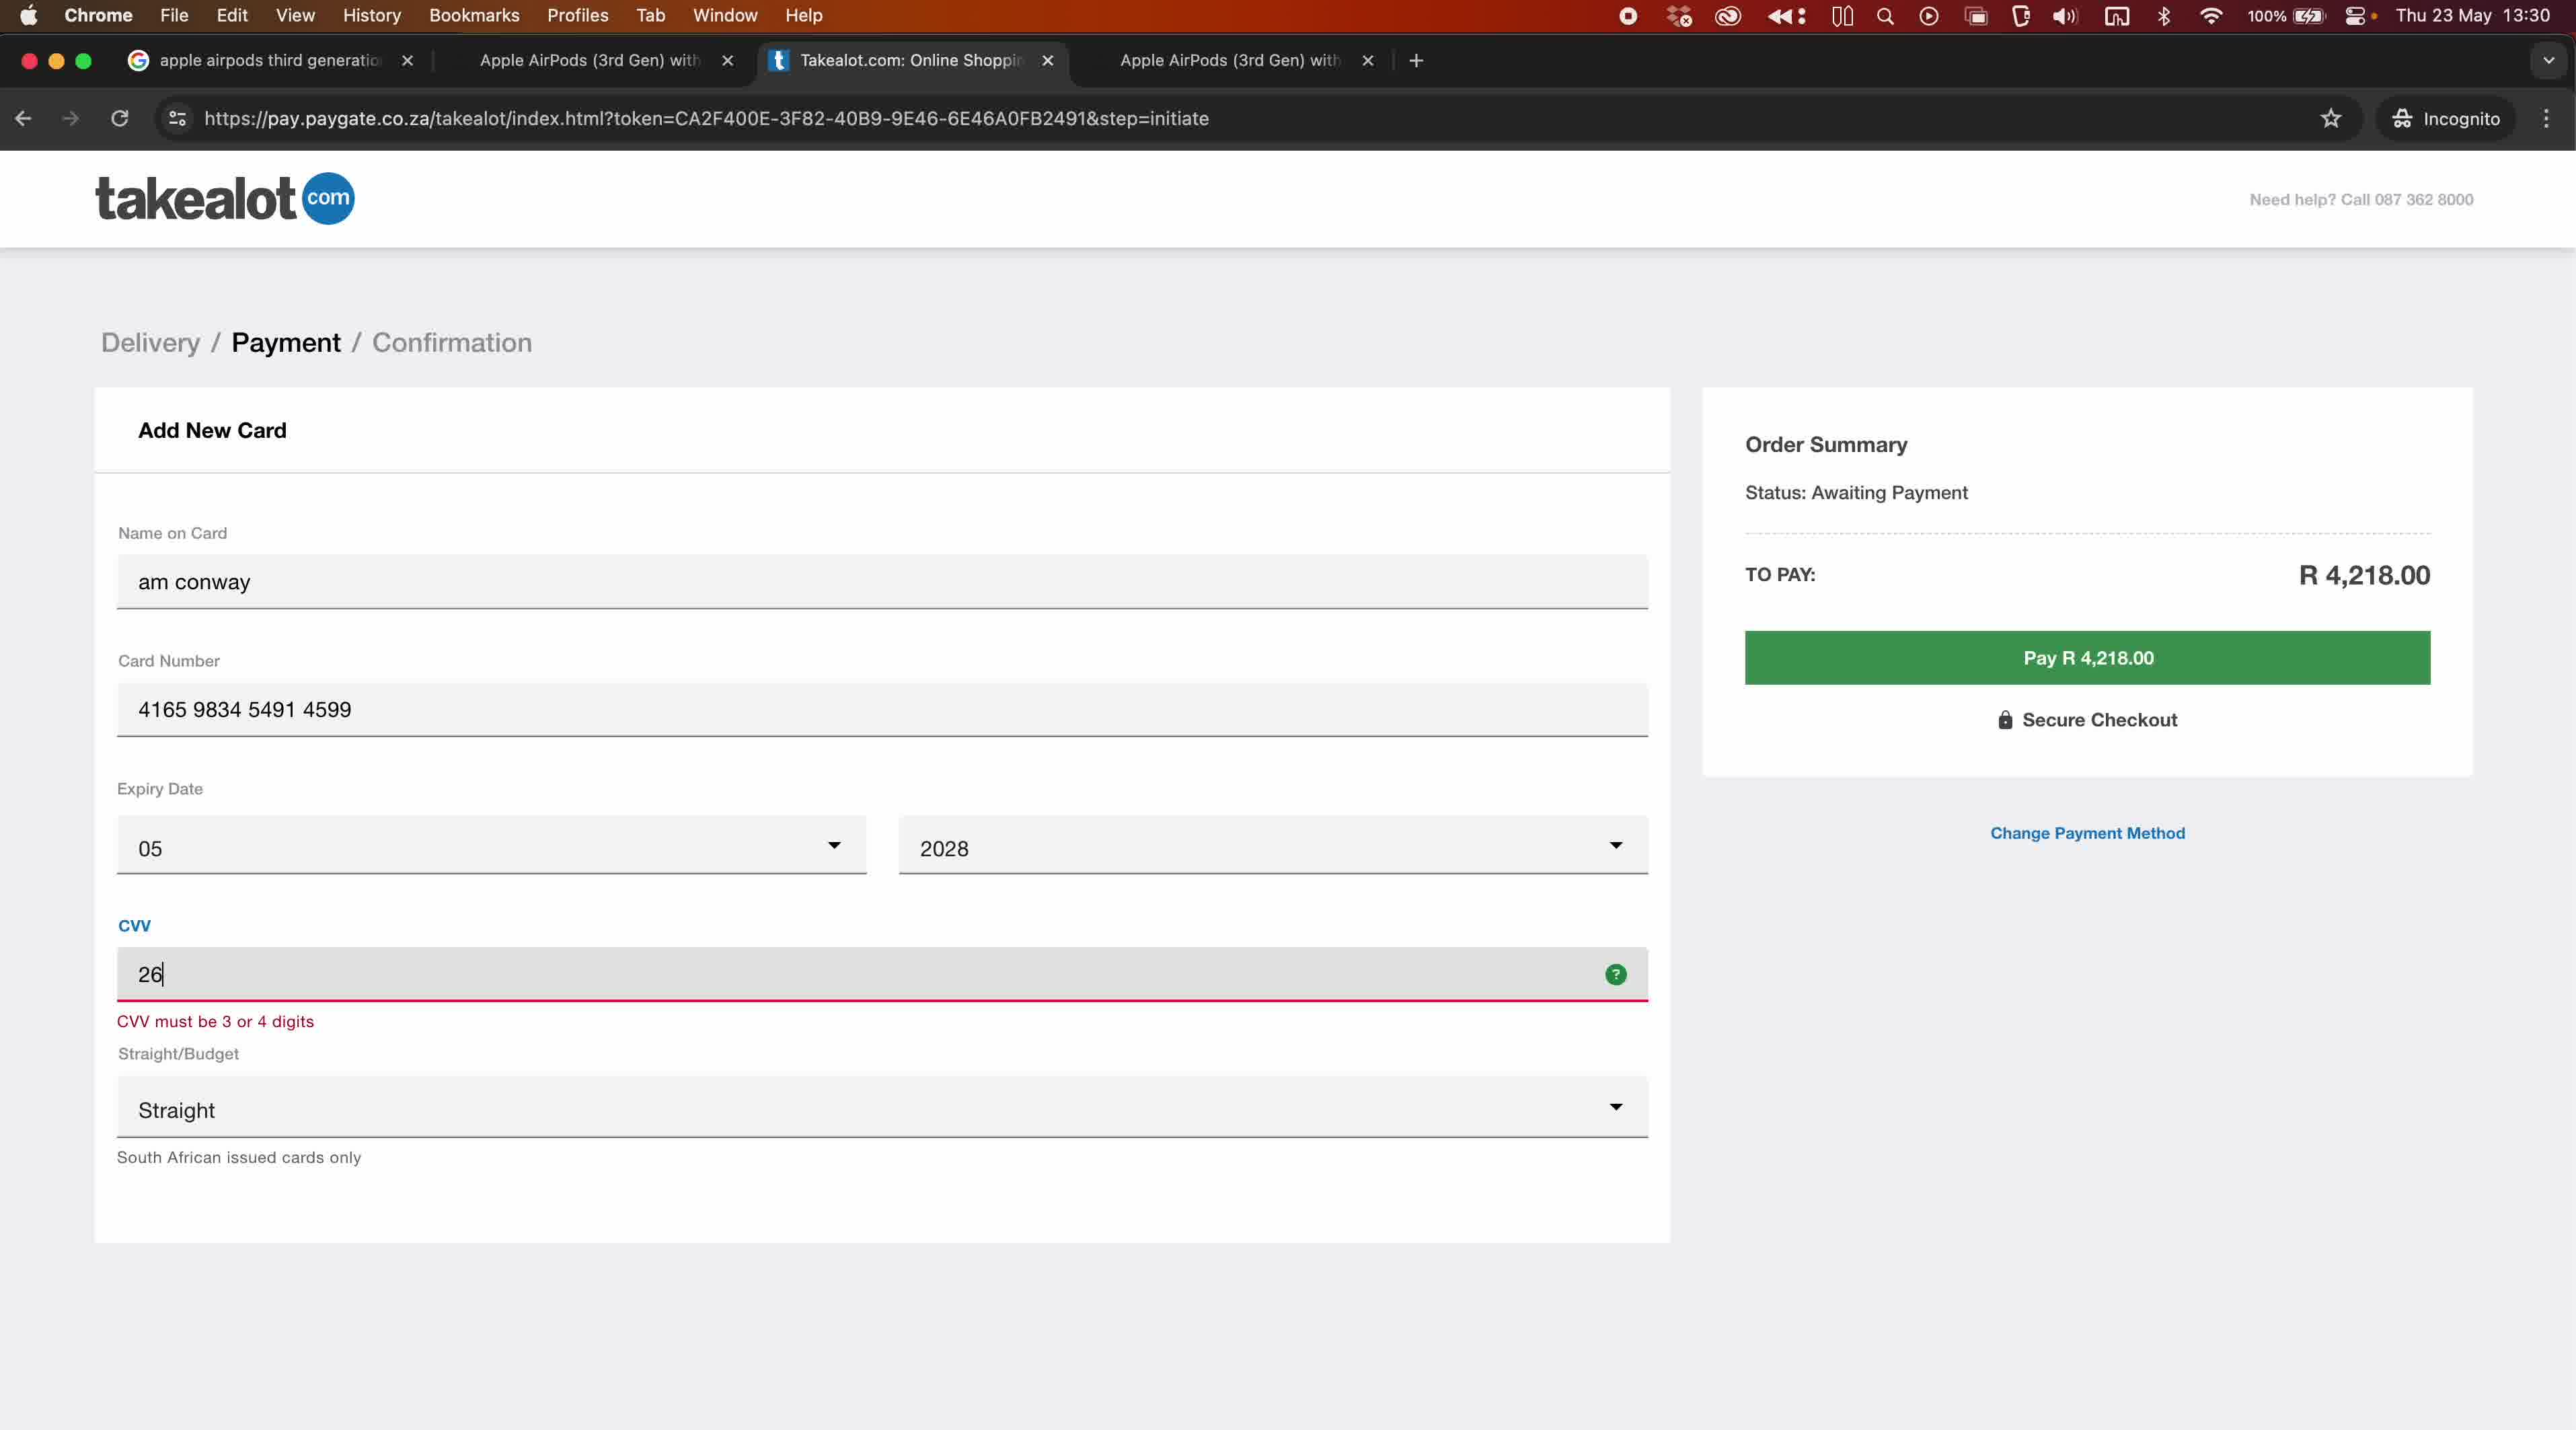 Chrome File Edit View History Bookmarks Profiles Tab Window Help 100% Thu 23 May 13:30
apple airpods third generatio Apple AirPods (3rd Gen) with Takealot.com: Online Shoppin Apple AirPods (3rd Gen) with
https://pay.paygate.co.za/takealot/index.html?token=CA2F400E-3F82-40B9-9E46-6E46A0FB2491&step=initiate Incognito
takealot com
Need help? Call 087 362 8000
Delivery / Payment / Confirmation
Add New Card
Name on Card
am conway
Card Number
4165 9834 5491 4599
Expiry Date
05 2028
CVV
26
CVV must be 3 or 4 digits
Straight/Budget
Straight
South African issued cards only
Order Summary
Status: Awaiting Payment
TO PAY: R 4,218.00
Pay R 4,218.00
Secure Checkout
Change Payment Method